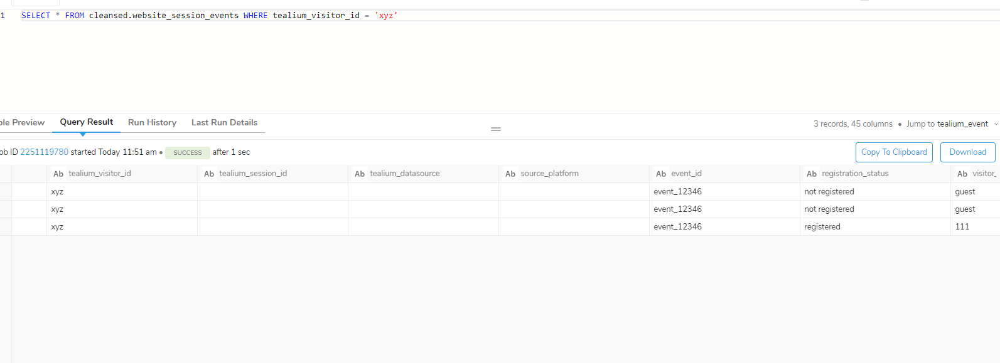 1 SELECT * FROM cleansed.website_session_events WHERE tealium_visitor_id = 'xyz'
ble Preview Query Result Run History Last Run Details 3 records, 45 columns • Jump to tealium_event
ob ID 2251119780 started Today 11:51 am • SUCCESS after 1 sec Copy To Clipboard Download
Ab tealium_visitor_id Ab tealium_session_id Ab tealium_datasource Ab source_platform Ab event_id Ab registration_status Ab visitor_
xyz event_12346 not registered guest
xyz event_12346 not registered guest
xyz event_12346 registered 111